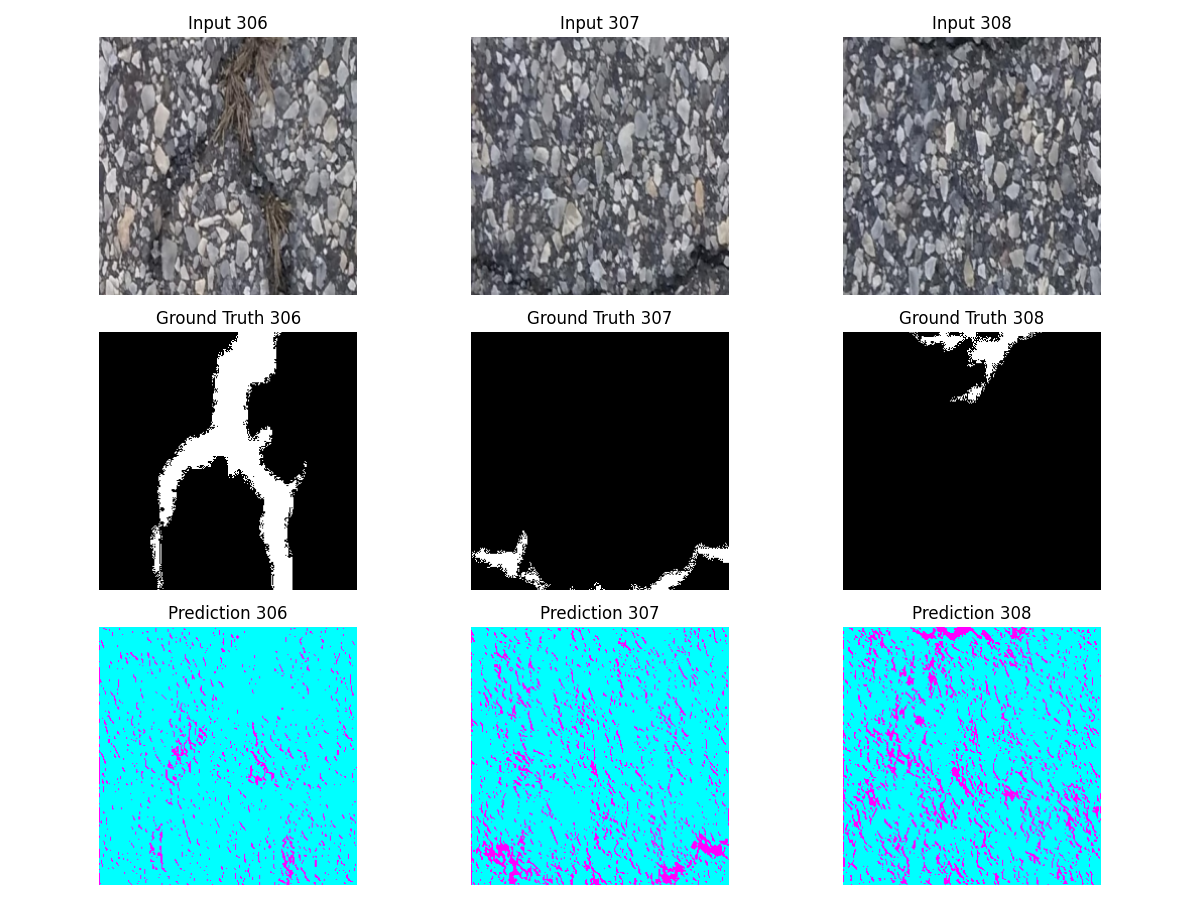 Input 306
Input 307
Input 308
Ground Truth 306
Ground Truth 307
Ground Truth 308
Prediction 306
Prediction 307
Prediction 308